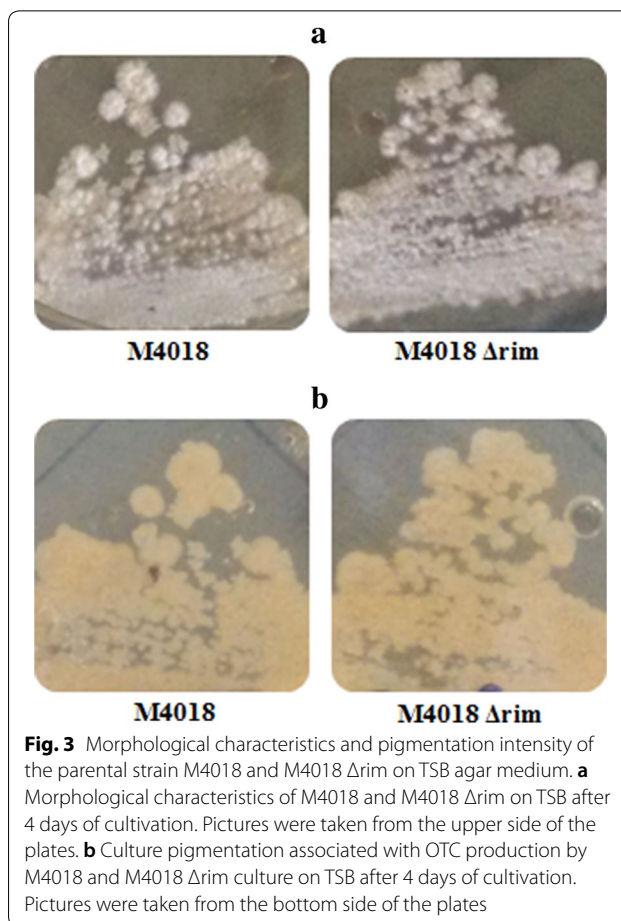 a
M4018 M4018 Δrim
b
M4018 M4018 Δrim
Fig. 3 Morphological characteristics and pigmentation intensity of
the parental strain M4018 and M4018 Δrim on TSB agar medium. a
Morphological characteristics of M4018 and M4018 Δrim on TSB after
4 days of cultivation. Pictures were taken from the upper side of the
plates. b Culture pigmentation associated with OTC production by
M4018 and M4018 Δrim culture on TSB after 4 days of cultivation.
Pictures were taken from the bottom side of the plates